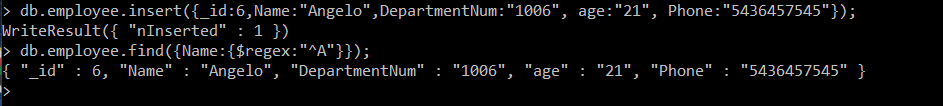 > db.employee.insert({_id:6,Name:"Angelo",DepartmentNum:"1006", age:"21", Phone:"5436457545"});
WriteResult({ "nInserted" : 1 })
> db.employee.find({Name:{$regex:"^A"}});
{ "_id" : 6, "Name" : "Angelo", "DepartmentNum" : "1006", "age" : "21", "Phone" : "5436457545" }
>